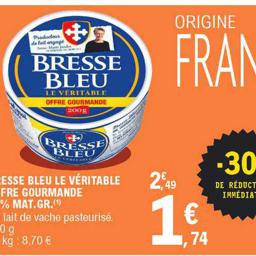 ORIGINE
FRAN
Producteur
de lait engagé
BRESSE
BLEU
LE VÉRITABLE
OFFRE GOURMANDE
200g
BRESSE
BLEU
ESSE BLEU LE VÉRITABLE
FRE GOURMANDE
% MAT.GR.(1)
lait de vache pasteurisé.
0 g
kg : 8,70 €
2,€49
1,€74
-30
DE RÉDUCT
IMMÉDIAT